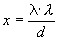 x = λ · λ / d